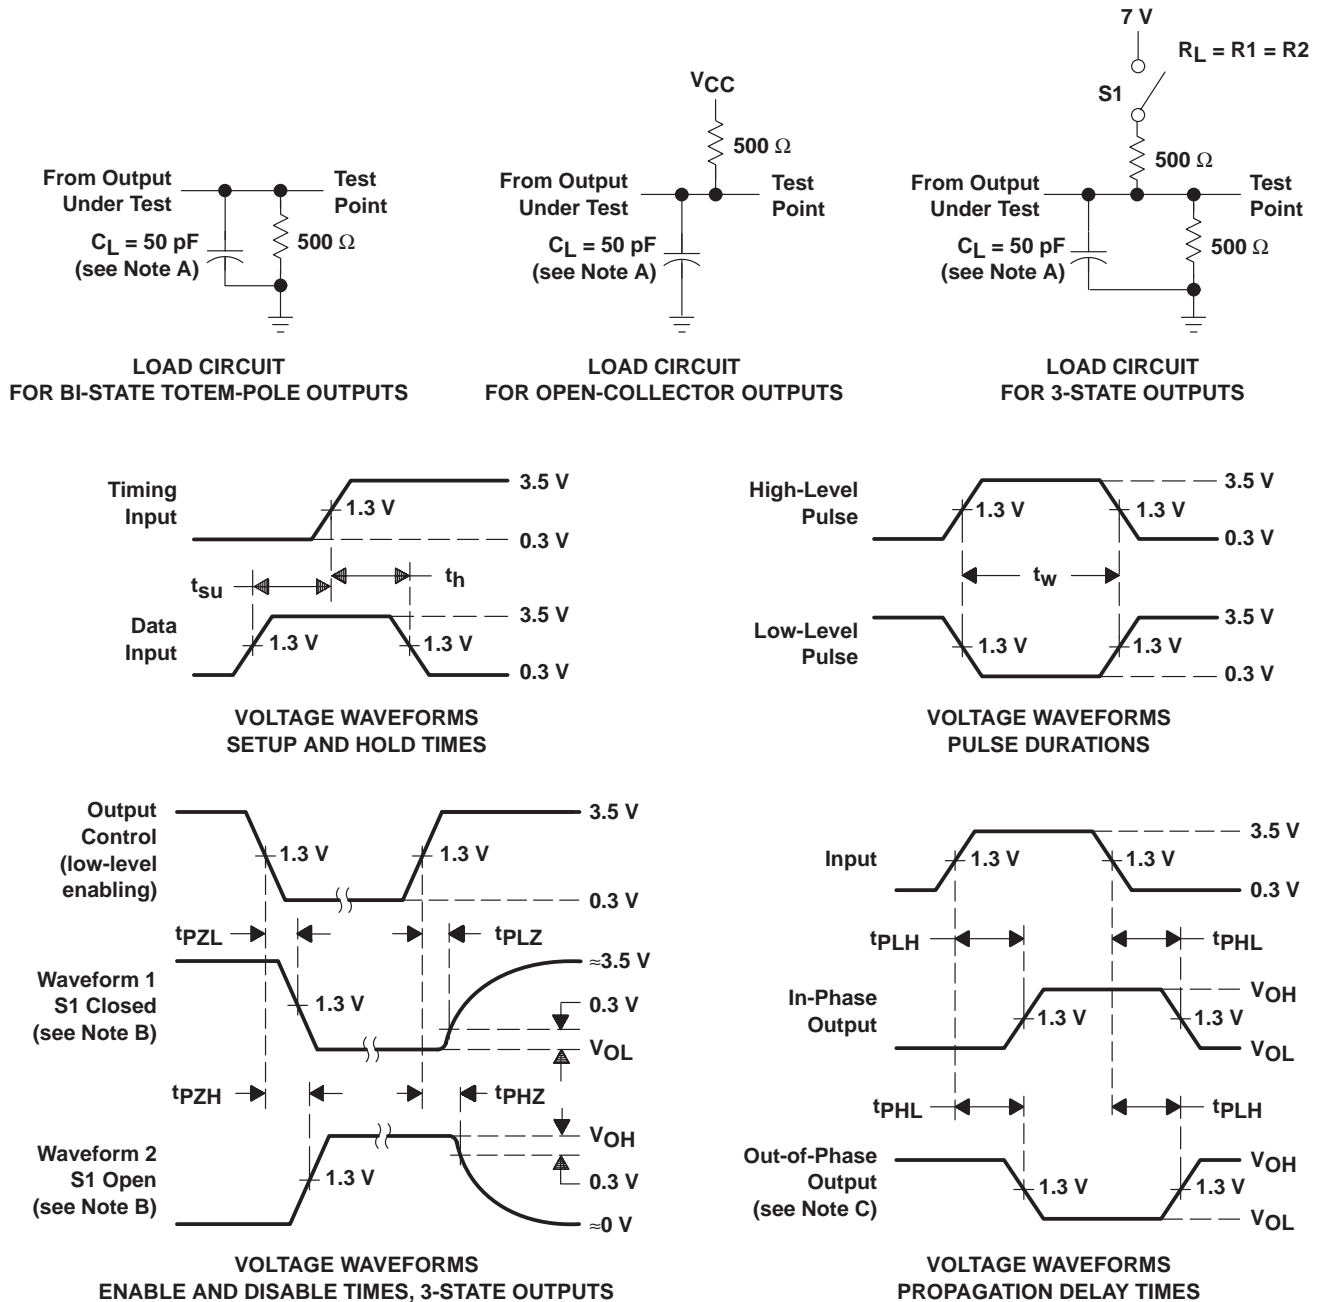 7 V
RL = R1 = R2
S1
500 Ω
VCC
500 Ω
From Output
Under Test
Test
Point
CL = 50 pF
(see Note A)
500 Ω
From Output
Under Test
Test
Point
CL = 50 pF
(see Note A)
From Output
Under Test
Test
Point
CL = 50 pF
(see Note A)
500 Ω
LOAD CIRCUIT
FOR BI-STATE TOTEM-POLE OUTPUTS
LOAD CIRCUIT
FOR OPEN-COLLECTOR OUTPUTS
LOAD CIRCUIT
FOR 3-STATE OUTPUTS
Timing
Input
1.3 V
3.5 V
0.3 V
tsu
th
Data
Input
1.3 V
1.3 V
3.5 V
0.3 V
VOLTAGE WAVEFORMS
SETUP AND HOLD TIMES
High-Level
Pulse
1.3 V
1.3 V
3.5 V
0.3 V
tw
Low-Level
Pulse
1.3 V
1.3 V
3.5 V
0.3 V
VOLTAGE WAVEFORMS
PULSE DURATIONS
Output
Control
(low-level
enabling)
1.3 V
1.3 V
3.5 V
0.3 V
tPZL
tPLZ
Waveform 1
S1 Closed
(see Note B)
1.3 V
≈3.5 V
0.3 V
VOL
tPZH
tPHZ
Waveform 2
S1 Open
(see Note B)
1.3 V
VOH
0.3 V
≈0 V
VOLTAGE WAVEFORMS
ENABLE AND DISABLE TIMES, 3-STATE OUTPUTS
Input
1.3 V
1.3 V
3.5 V
0.3 V
tPLH
tPHL
In-Phase
Output
1.3 V
1.3 V
VOH
VOL
tPHL
tPLH
Out-of-Phase
Output
(see Note C)
1.3 V
1.3 V
VOH
VOL
VOLTAGE WAVEFORMS
PROPAGATION DELAY TIMES